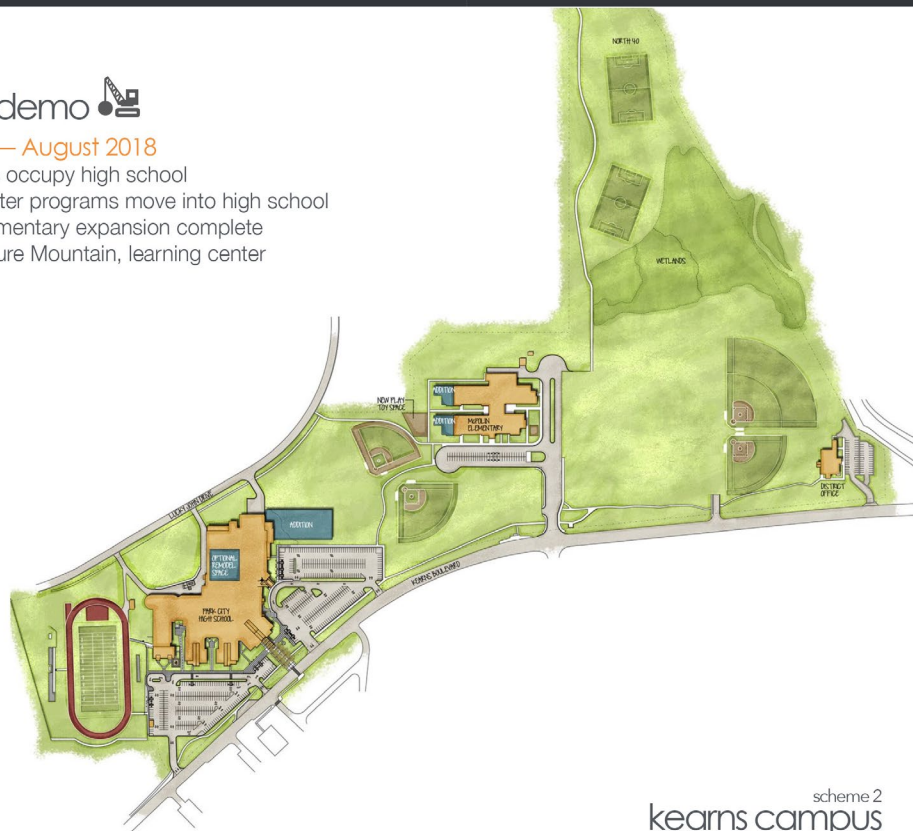 demo
— August 2018
occupy high school
ter programs move into high school
mentary expansion complete
ure Mountain, learning center
NORTH 40
WETLANDS
NEW PLAY
TOY SPACE
ADDITION
ADDITION
McPOLIN
ELEMENTARY
DISTRICT
OFFICE
ADDITION
OPTIONAL
REMODEL
SPACE
PARK CITY
HIGH SCHOOL
KEARNS BOULEVARD
scheme 2
kearns campus